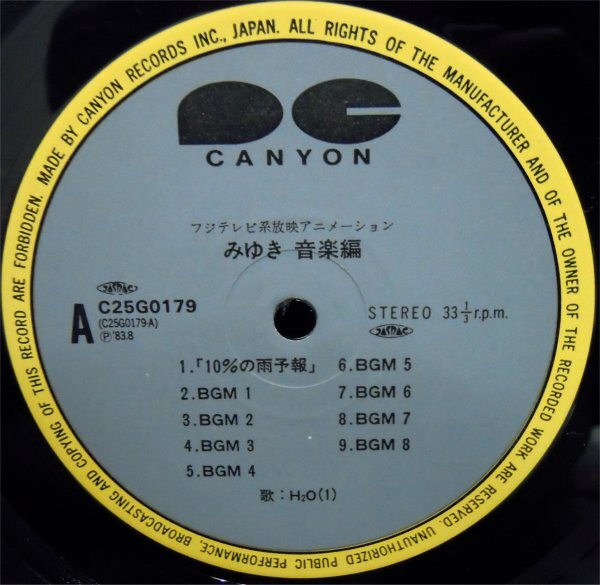 MADE BY CANYON RECORDS INC., JAPAN. ALL RIGHTS OF THE MANUFACTURER AND OF THE OWNER OF THE RECORDED WORK ARE RESERVED. UNAUTHORIZED PUBLIC PERFORMANCE, BROADCASTING AND COPYING OF THIS RECORD ARE FORBIDDEN.
CANYON
フジテレビ系放映アニメーション
みゆき 音楽編
JASRAC
A
C25G0179
(C25G0179-A)
Ⓟ'83.8
STEREO 33 1/3 r.p.m.
JASRAC
1.「10%の雨予報」
2.BGM 1
3.BGM 2
4.BGM 3
5.BGM 4
6.BGM 5
7.BGM 6
8.BGM 7
9.BGM 8
歌：H₂O(1)